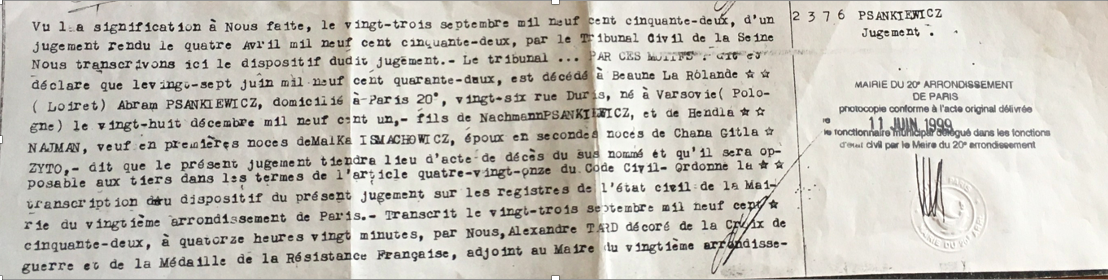 Vu l:a signification à Nous faite, le vingt-trois septembre mil neuf cent cinquante-deux, d'un
jugement rendu le quatre Avril mil neuf cent cinquante-deux, par le Tribunal Civil de la Seine
Nous transcrivons ici le dispositif dudit jugement.- Le tribunal ... PAR CES MOTIFS
déclare que levingt-sept juin mil neuf cent quarante-deux, est décédé à Beaune La Rolande ☆ ☆
( Loiret) Abram PSANKIEWICZ, domicilié à Paris 20°, vingt-six rue Duris, né à Varsovie( Polo-
gne) le vingt-huit décembre mil neuf cent un,- fils de NachmannPSANKIEWICZ, et de Hendla ☆
NAJMAN, veuf en premières noces deMalKa ISMACHOWICZ, époux en secondes noces de Chana Gitla ☆
ZYTO,- dit que le présent jugement tiendra lieu d'acte de décès du sus nommé et qu'il sera op-
posable aux tiers dans les termes de l'article quatre-vingt-onze du Code Civil- Ordonne la ☆ ☆
transcription du dispositif du présent jugement sur les registres de l'état civil de la Mai-
rie du vingtième arrondissement de Paris.- Transcrit le vingt-trois septembre mil neuf cent ☆
cinquante-deux, à quatorze heures vingt minutes, par Nous, Alexandre TARD décoré de la Croix de
guerre et de la Médaille de la Résistance Française, adjoint au Maire du vingtième arrondisse-
2 3 7 6 PSANKIEWICZ
Jugement .
MAIRIE DU 20e ARRONDISSEMENT
DE PARIS
photocopie conforme à l'acte original délivrée
le 11 JUIN 1999
le fonctionnaire municipal délégué dans les fonctions
d'état civil par le Maire du 20e arrondissement